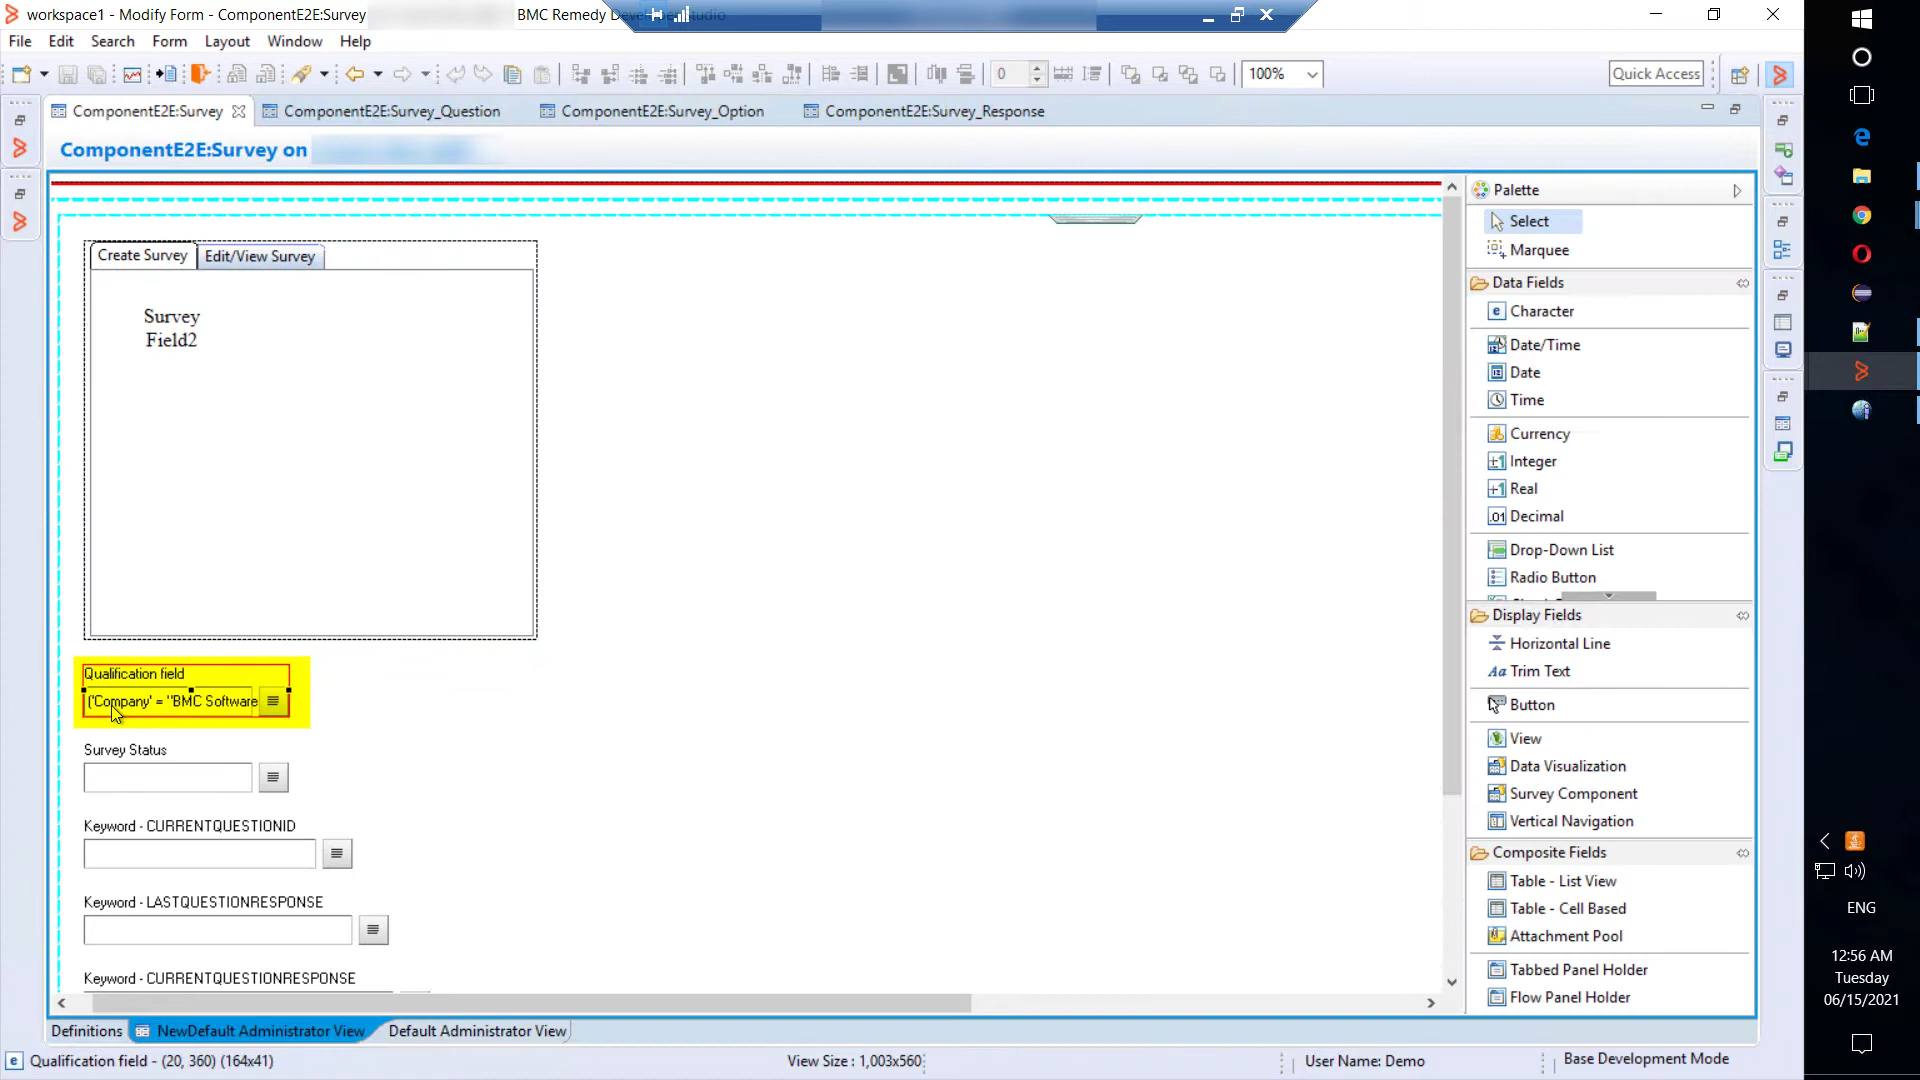 workspace1 - Modify Form - ComponentE2E:Survey
BMC Remedy Developer Studio
File Edit Search Form Layout Window Help
0
100%
Quick Access
ComponentE2E:Survey
ComponentE2E:Survey_Question
ComponentE2E:Survey_Option
ComponentE2E:Survey_Response
ComponentE2E:Survey on
Create Survey
Edit/View Survey
Survey
Field2
Qualification field
('Company' = "BMC Software
Survey Status
Keyword - CURRENTQUESTIONID
Keyword - LASTQUESTIONRESPONSE
Keyword - CURRENTQUESTIONRESPONSE
Palette
Select
Marquee
Data Fields
Character
Date/Time
Date
Time
Currency
Integer
Real
Decimal
Drop-Down List
Radio Button
Display Fields
Horizontal Line
Trim Text
Button
View
Data Visualization
Survey Component
Vertical Navigation
Composite Fields
Table - List View
Table - Cell Based
Attachment Pool
Tabbed Panel Holder
Flow Panel Holder
Definitions
NewDefault Administrator View
Default Administrator View
Qualification field - (20, 360) (164x41)
View Size : 1,003x560
User Name: Demo
Base Development Mode
ENG
12:56 AM
Tuesday
06/15/2021